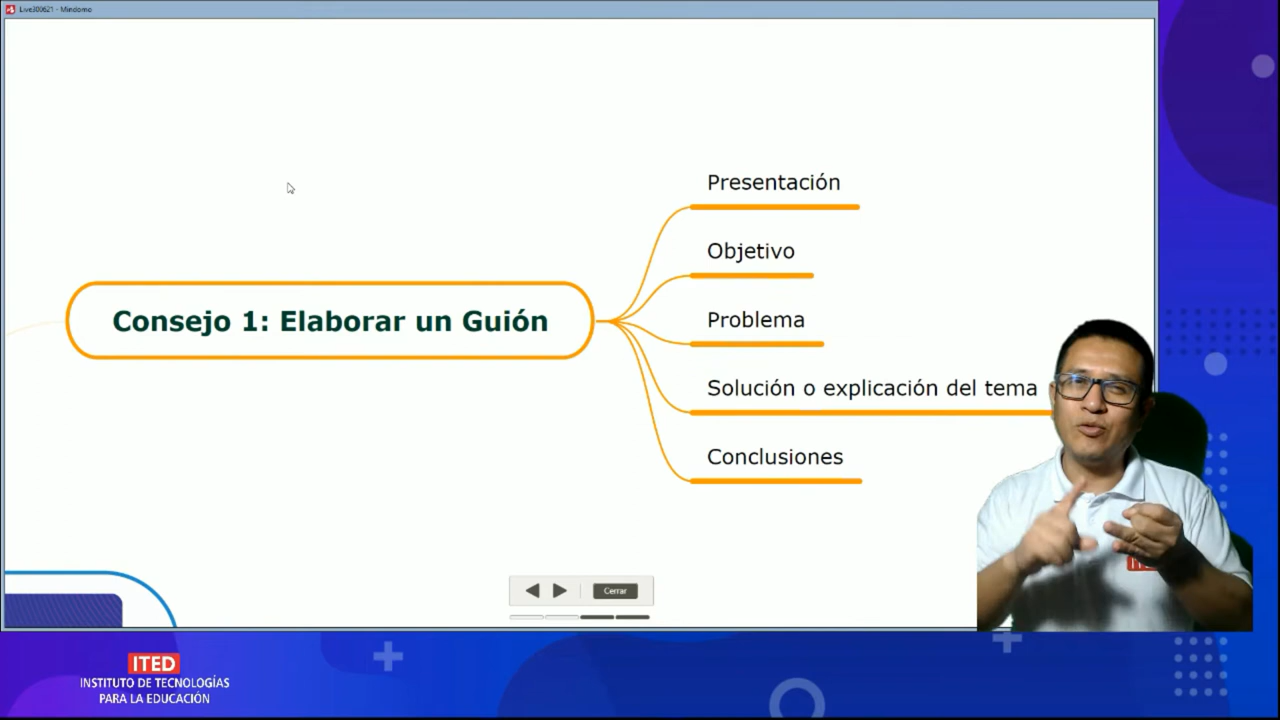 Live300621 - Mindomo
Presentación
Objetivo
Consejo 1: Elaborar un Guión
Problema
Solución o explicación del tema
Conclusiones
Cerrar
ITED
INSTITUTO DE TECNOLOGÍAS
PARA LA EDUCACIÓN